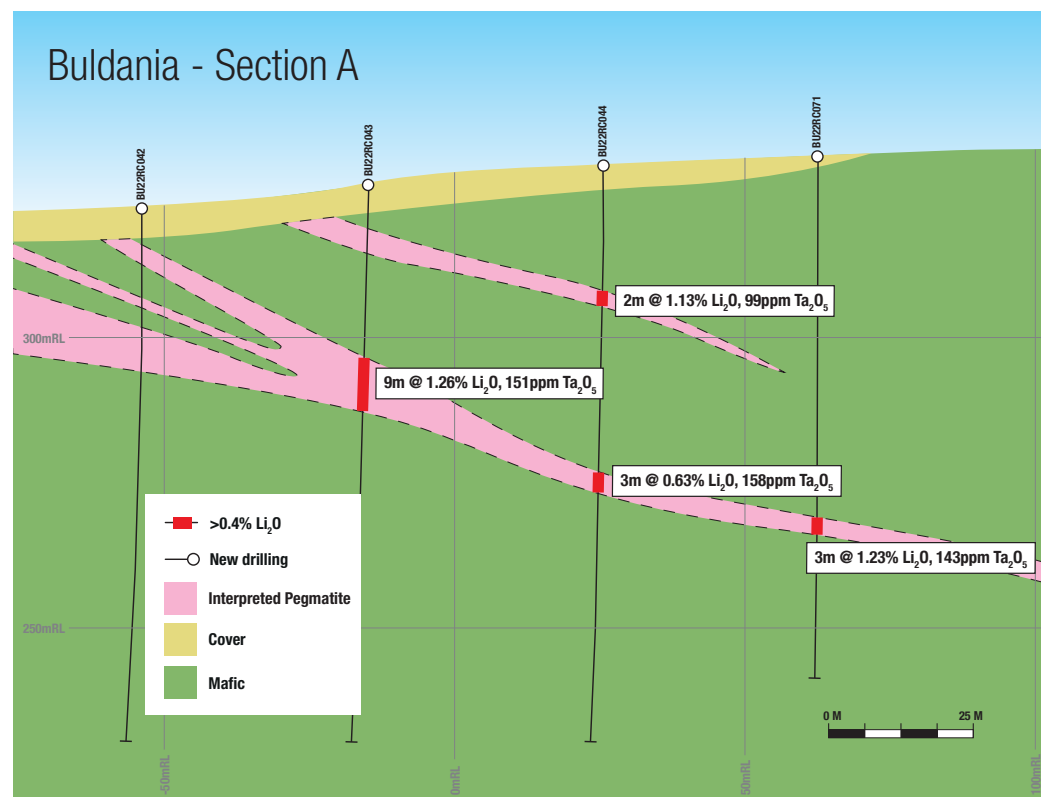 Buldania - Section A
BU22RC042
BU22RC043
BU22RC044
BU22RC071
2m @ 1.13% Li₂O, 99ppm Ta₂O₅
300mRL
9m @ 1.26% Li₂O, 151ppm Ta₂O₅
3m @ 0.63% Li₂O, 158ppm Ta₂O₅
3m @ 1.23% Li₂O, 143ppm Ta₂O₅
>0.4% Li₂O
New drilling
Interpreted Pegmatite
Cover
Mafic
250mRL
0 M 25 M
-50mRL
0mRL
50mRL
100mRL